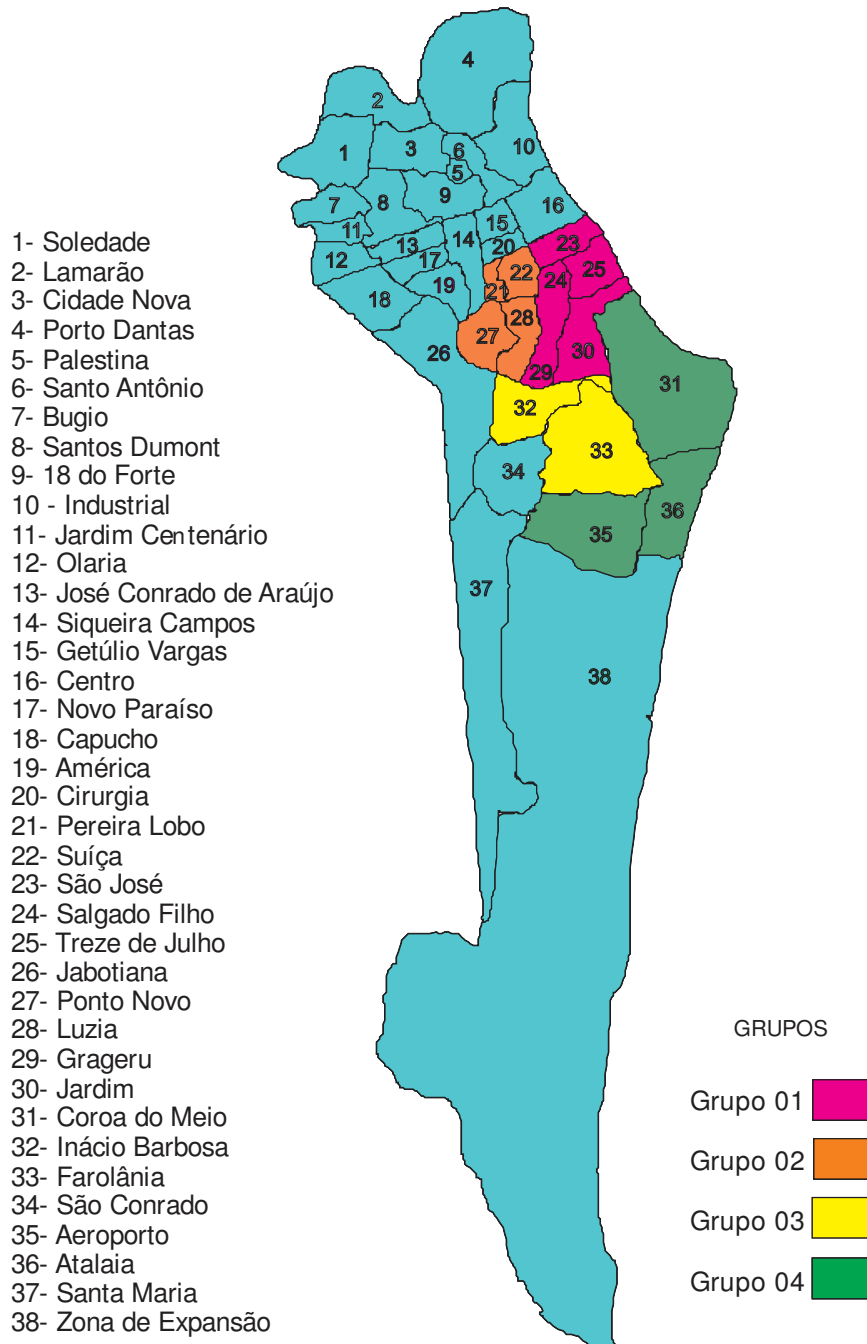 4
2
10
3
6
1
5
9
8
7
16
15
11
14
23
20
13
12
17
22
25
24
19
21
18
28
27
30
26
29
31
32
33
34
36
35
37
38
1- Soledade
2- Lamarão
3- Cidade Nova
4- Porto Dantas
5- Palestina
6- Santo Antônio
7- Bugio
8- Santos Dumont
9- 18 do Forte
10 - Industrial
11- Jardim Centenário
12- Olaria
13- José Conrado de Araújo
14- Siqueira Campos
15- Getúlio Vargas
16- Centro
17- Novo Paraíso
18- Capucho
19- América
20- Cirurgia
21- Pereira Lobo
22- Suíça
23- São José
24- Salgado Filho
25- Treze de Julho
26- Jabotiana
27- Ponto Novo
28- Luzia
29- Grageru
30- Jardim
31- Coroa do Meio
32- Inácio Barbosa
33- Farolânia
34- São Conrado
35- Aeroporto
36- Atalaia
37- Santa Maria
38- Zona de Expansão
GRUPOS
Grupo 01
Grupo 02
Grupo 03
Grupo 04